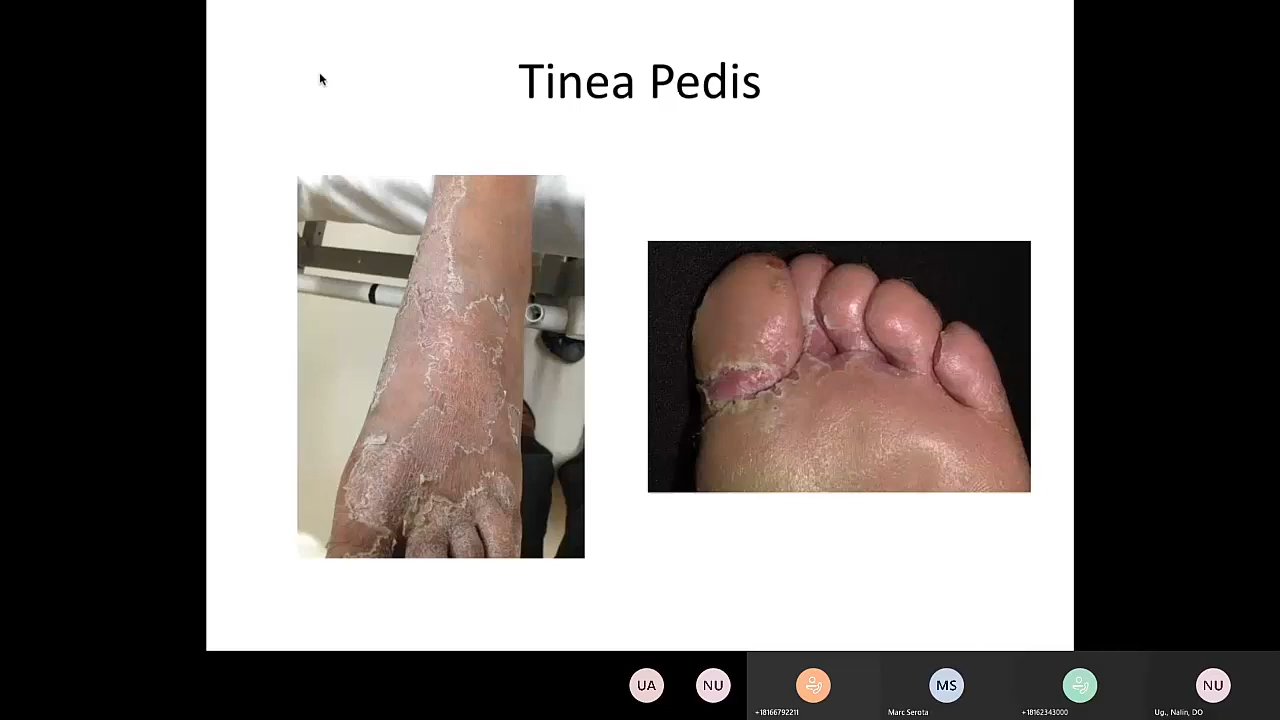 Tinea Pedis
UA
NU
MS
NU
+18166792211
Marc Serota
+18162343000
Ug., Nalin, DO